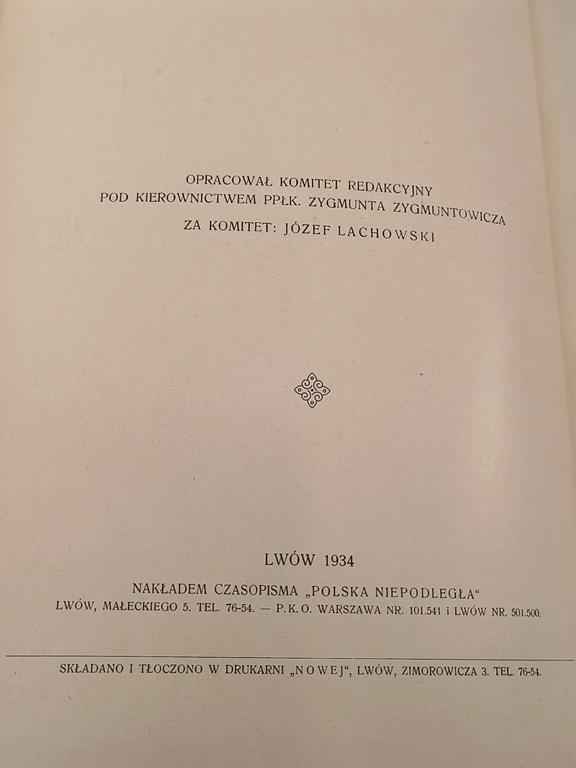 OPRACOWAŁ KOMITET REDAKCYJNY
POD KIEROWNICTWEM PPŁK. ZYGMUNTA ZYGMUNTOWICZA
ZA KOMITET: JÓZEF LACHOWSKI
LWÓW 1934
NAKŁADEM CZASOPISMA „POLSKA NIEPODLEGŁA“
LWÓW, MAŁECKIEGO 5. TEL. 76-54. — P.K.O. WARSZAWA NR. 101.541 i LWÓW NR. 501.500.
SKŁADANO I TŁOCZONO W DRUKARNI „NOWEJ“, LWÓW, ZIMOROWICZA 3. TEL. 76-54.